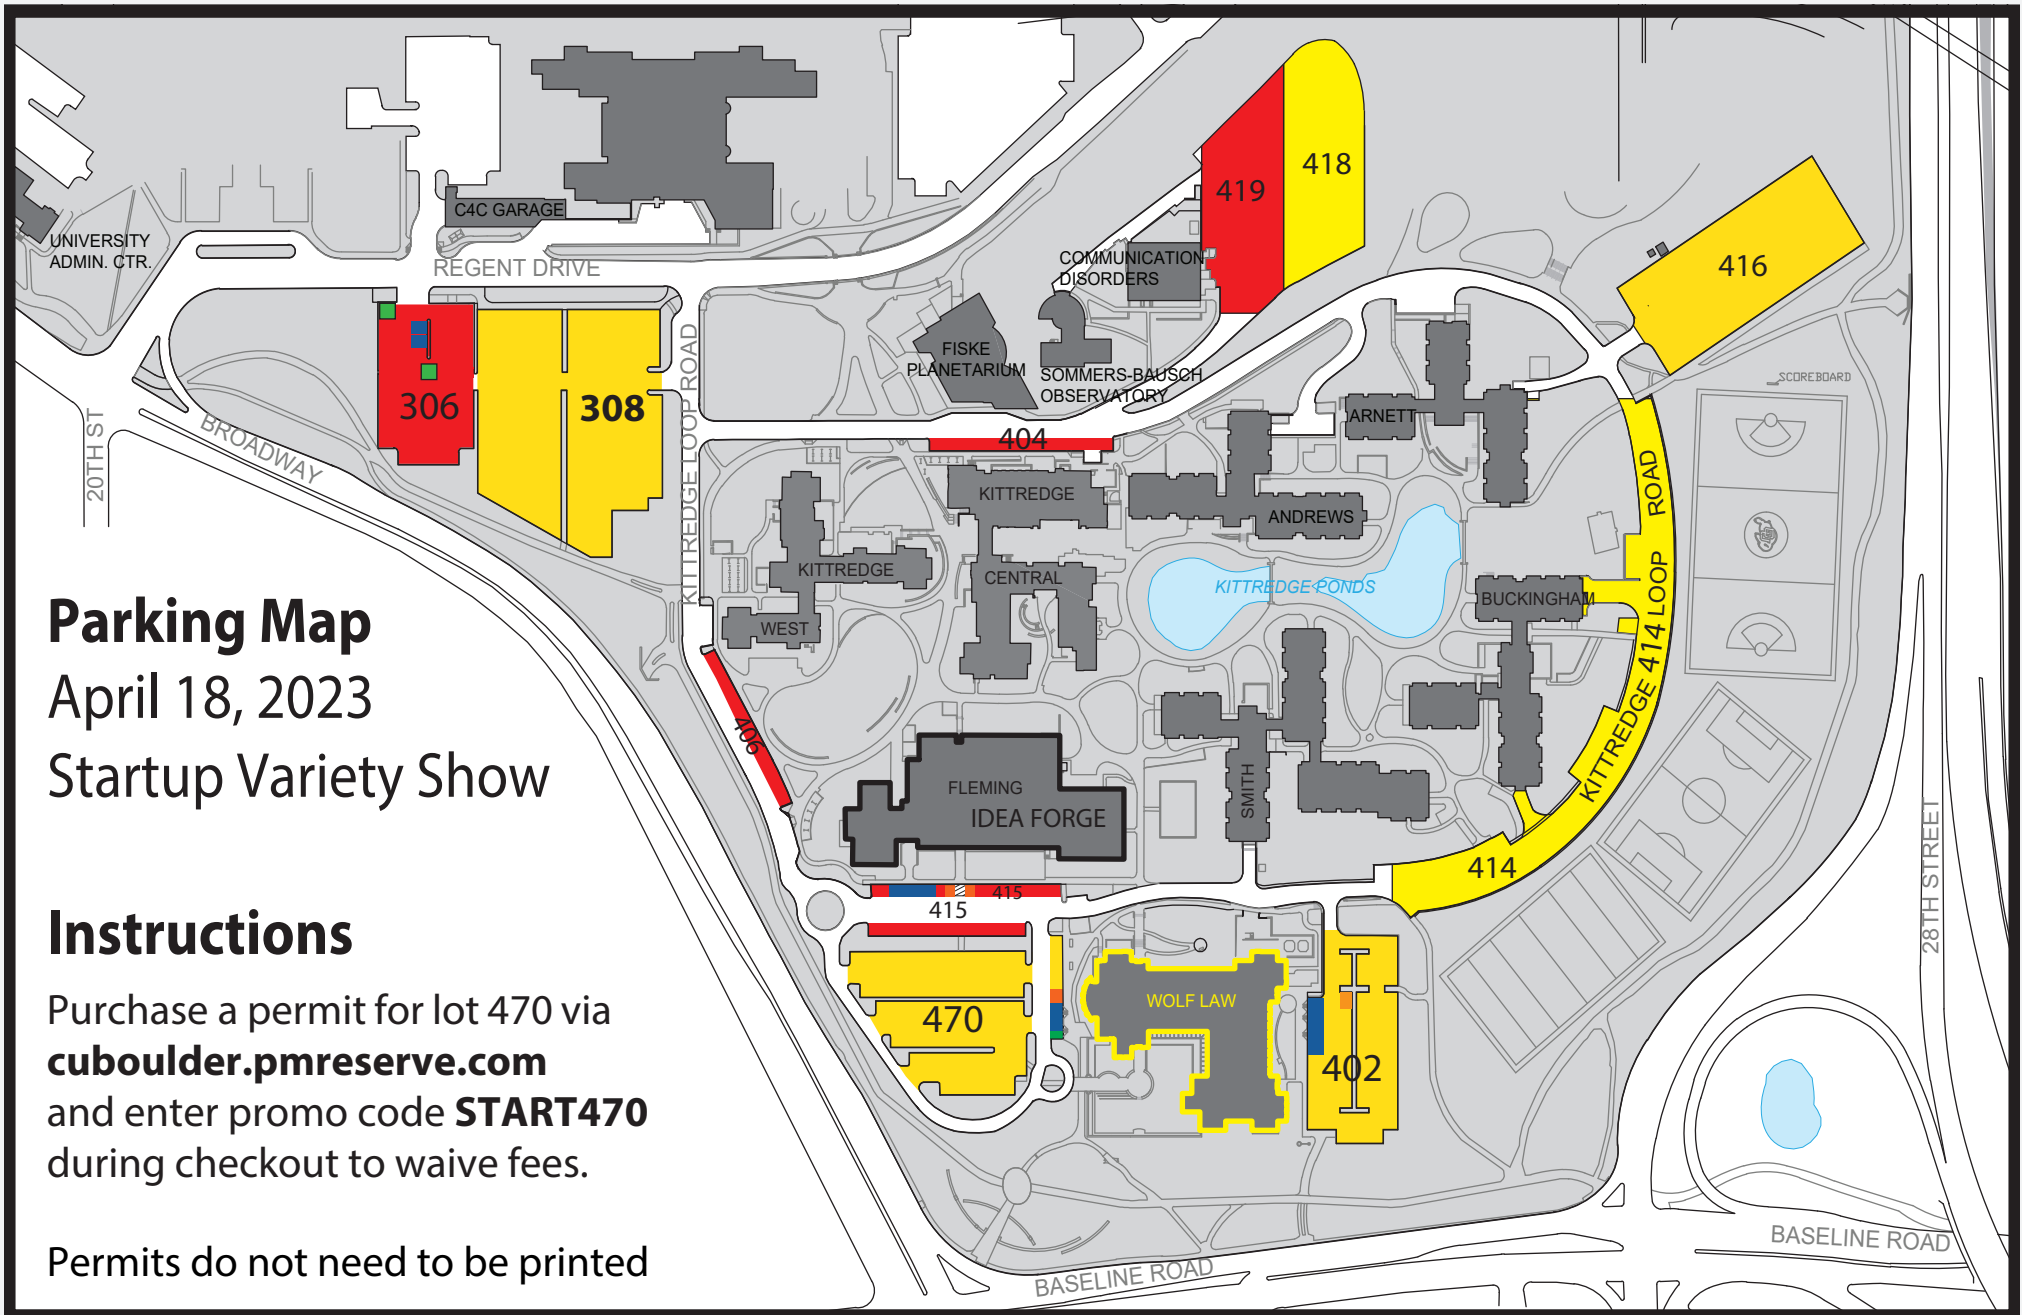 Parking Map
April 18, 2023
Startup Variety Show
Instructions
Purchase a permit for lot 470 via
cuboulder.pmreserve.com
and enter promo code START470
during checkout to waive fees.
Permits do not need to be printed
UNIVERSITY
ADMIN. CTR.
C4C GARAGE
REGENT DRIVE
20TH ST
BROADWAY
306
308
KITTREDGE LOOP ROAD
FISKE
PLANETARIUM
COMMUNICATION
DISORDERS
SOMMERS-BAUSCH
OBSERVATORY
419
418
416
404
SCOREBOARD
ARNETT
KITTREDGE
ANDREWS
KITTREDGE
CENTRAL
WEST
KITTREDGE PONDS
BUCKINGHAM
KITTREDGE 414 LOOP ROAD
406
FLEMING
IDEA FORGE
SMITH
414
415
415
470
WOLF LAW
402
28TH STREET
BASELINE ROAD
BASELINE ROAD